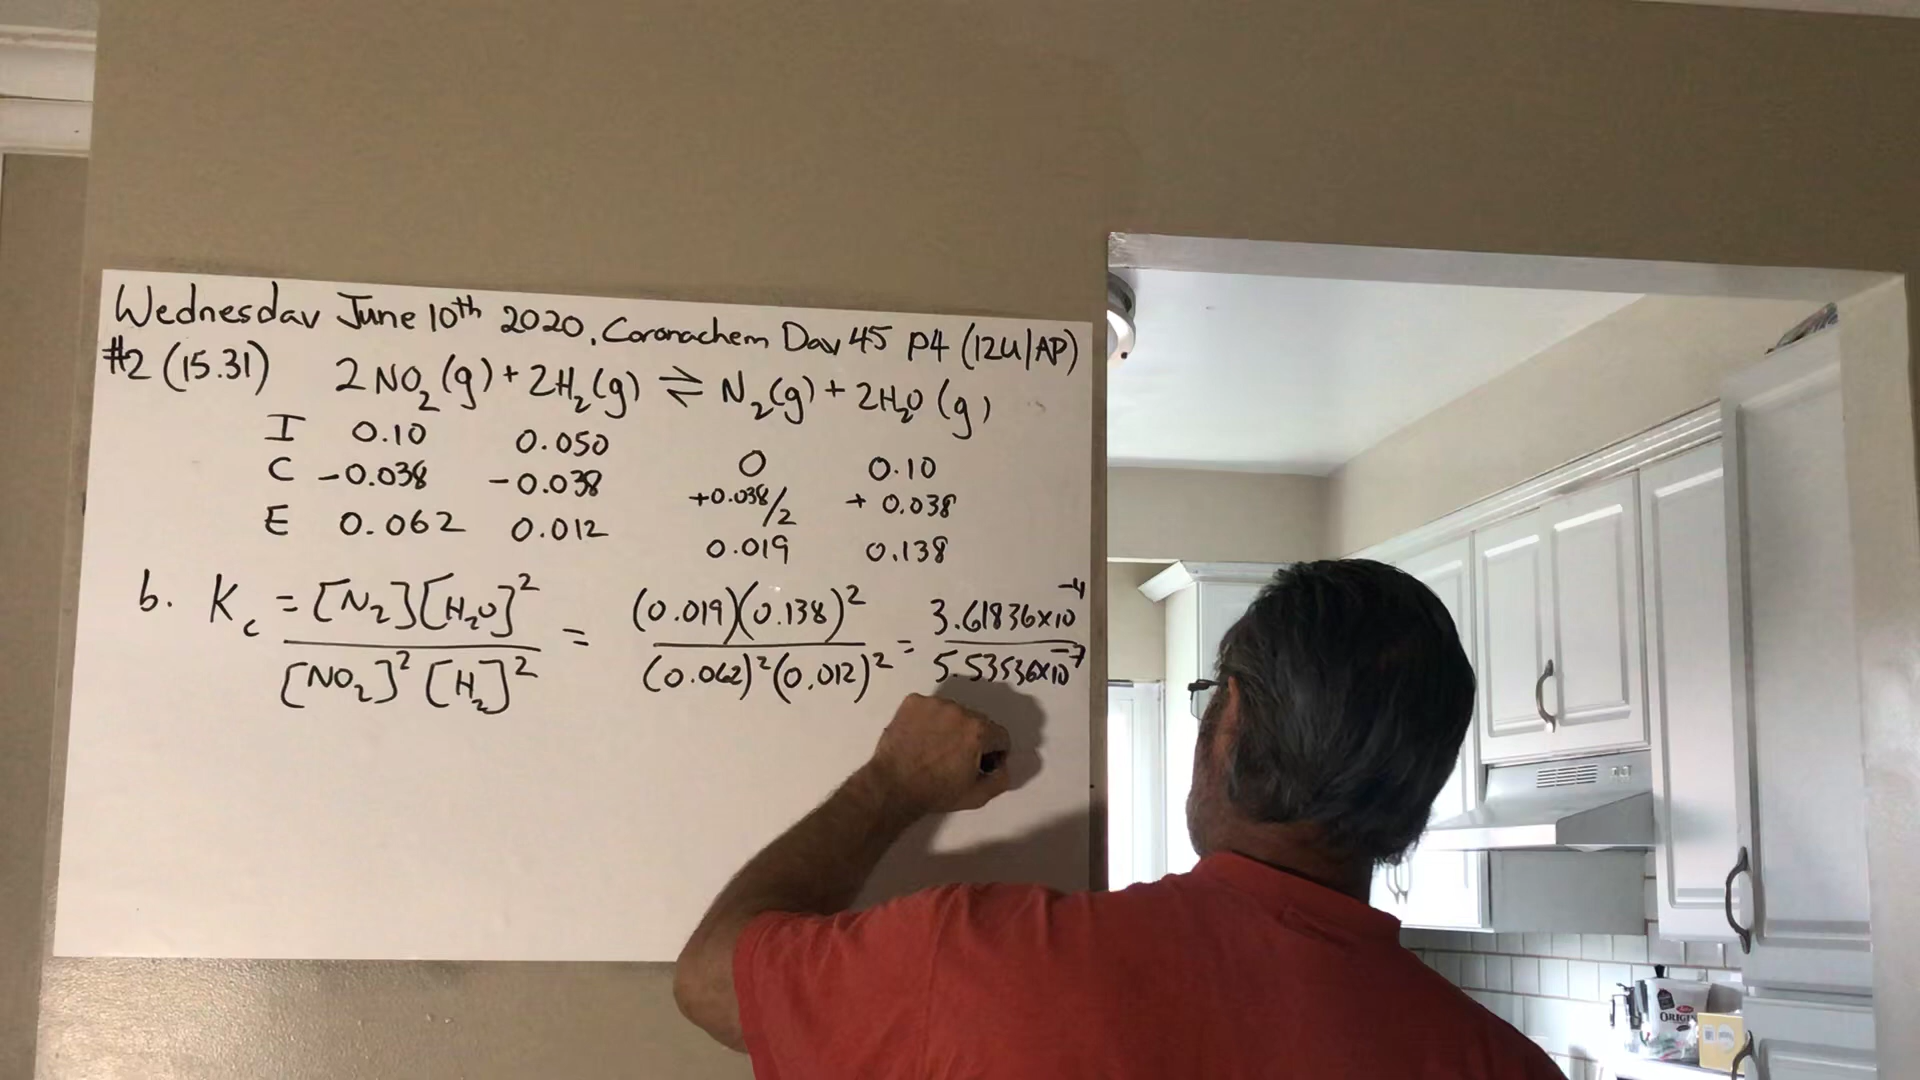 Wednesday June 10th 2020. Coronachem Day 45 P4 (12U/AP)
#2 (15.31) 2NO₂(g) + 2H₂(g) ⇌ N₂(g) + 2H₂O(g)
I 0.10 0.050 0 0.10
C -0.038 -0.038 +0.038/2 + 0.038
E 0.062 0.012 0.019 0.138
b. Kc = [N₂][H₂O]² / [NO₂]²[H₂]² = (0.019)(0.138)² / (0.062)²(0.012)² = 3.61836x10⁻⁴ / 5.53536x10⁻⁷
ORIGI